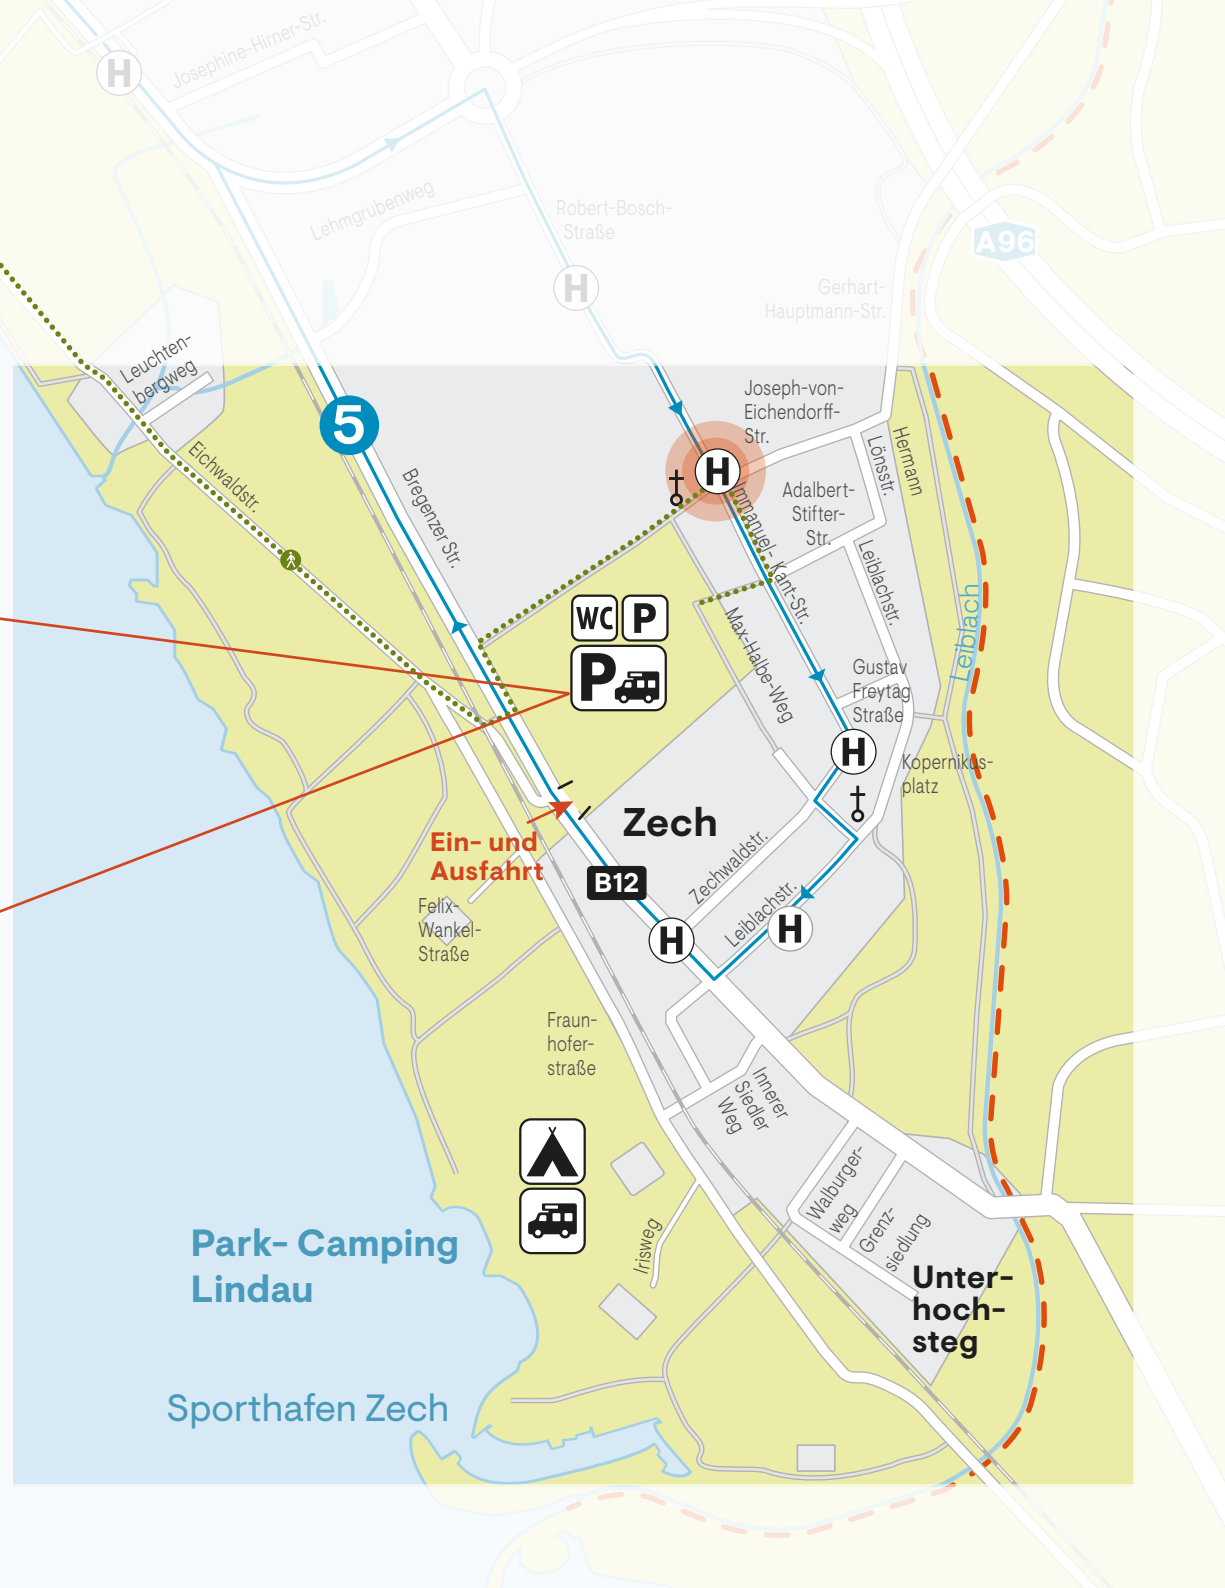 Josephine-Hirner-Str.
H
Lehmgrubenweg
Robert-Bosch-
Straße
A96
H
Gerhart-
Hauptmann-Str.
Leuchten-
bergweg
Joseph-von-
Eichendorff-
Str.
5
Hermann
Lönsstr.
Eichwaldstr.
Bregenzer Str.
H
Adalbert-
Stifter-
Str.
Immanuel-Kant-Str.
Leiblachstr.
Leiblach
WC
P
P
Max-Halbe-Weg
Gustav
Freytag
Straße
H
Kopernikus-
platz
Zech
Ein- und
Ausfahrt
B12
Zechwaldstr.
Leiblachstr.
Felix-
Wankel-
Straße
H
H
Fraun-
hofer-
straße
Innerer
Siedler
Weg
Walburger-
weg
Grenz-
siedlung
Irisweg
Park- Camping
Lindau
Unter-
hoch-
steg
Sporthafen Zech